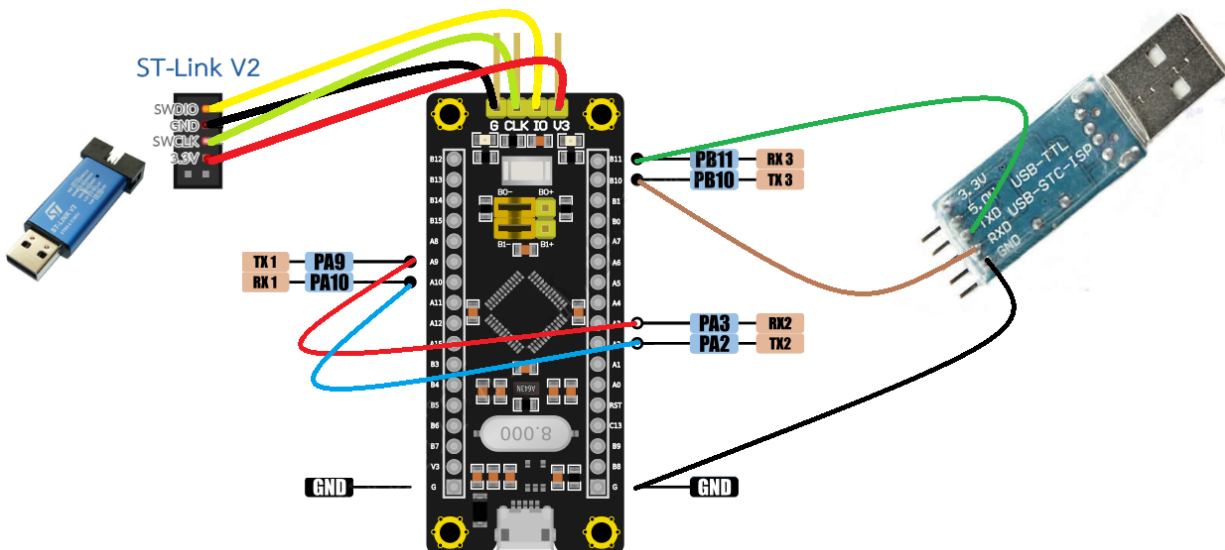 ST-Link V2
SWDIO
GND
SWCLK
3.3V
ST-LINK V2
G CLK IO V3
B0- B0+
B1- B1+
B12
B13
B14
B15
A8
A9
A10
A11
A12
A15
B3
B4
B5
B6
B7
V3
G
B11
B10
B1
B0
A7
A6
A5
A4
A1
A0
RST
C13
B9
B8
G
TX 1 PA9
RX 1 PA10
PB11 RX 3
PB10 TX 3
PA3 RX2
PA2 TX2
GND
GND
A643N
8.000
3.3V
5.0V USB-TTL
TXD USB-STC-ISP
RXD
GND